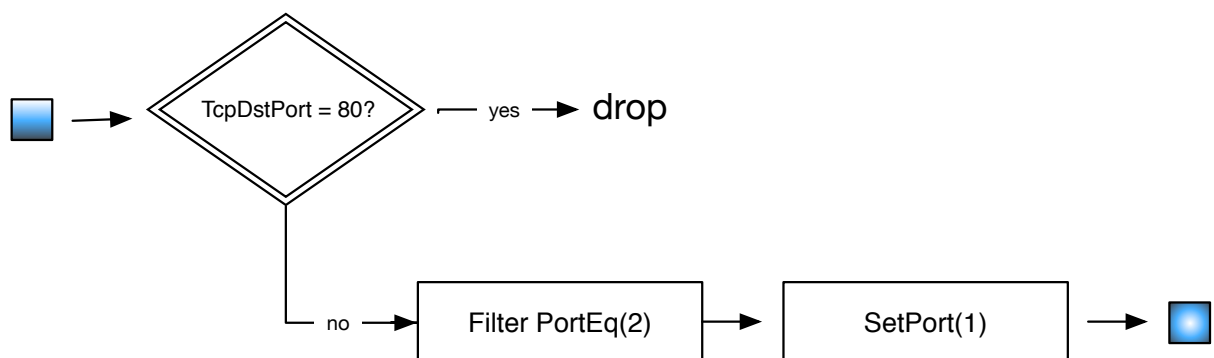 TcpDstPort = 80?
yes
drop
no
Filter PortEq(2)
SetPort(1)